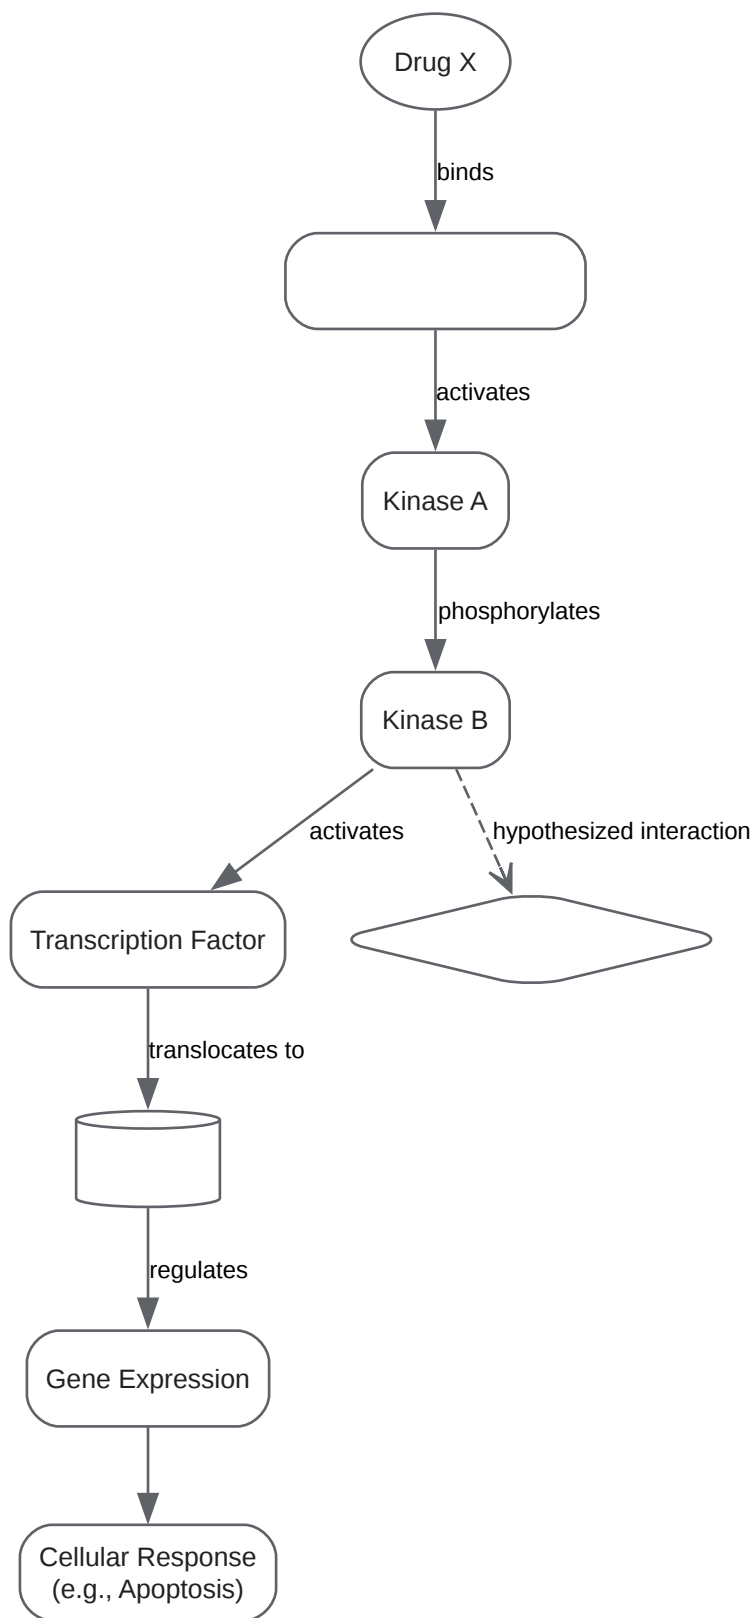 Drug X
binds
activates
Kinase A
phosphorylates
Kinase B
activates
hypothesized interaction
Transcription Factor
translocates to
regulates
Gene Expression
Cellular Response
(e.g., Apoptosis)